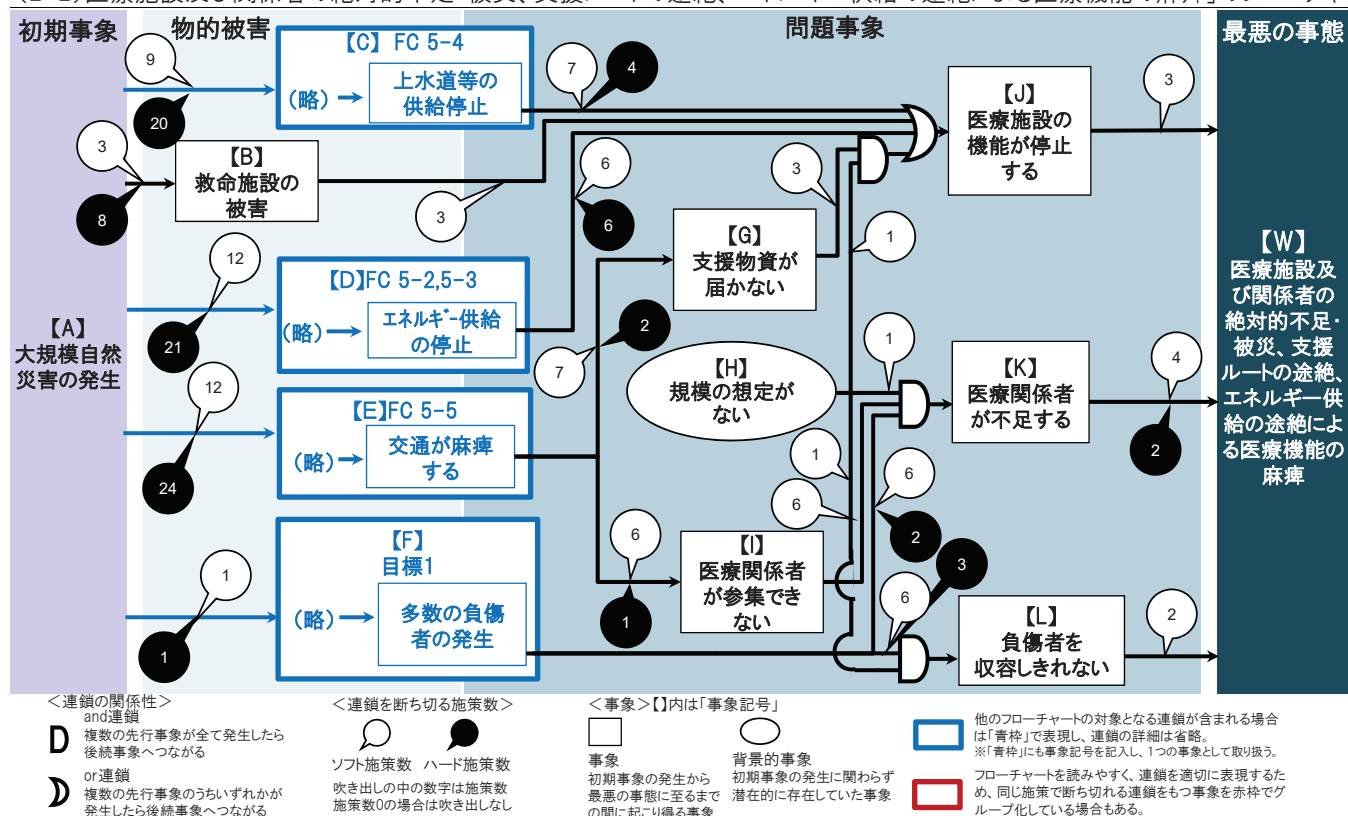 初期事象
物的被害
問題事象
最悪の事態
【A】
大規模自然
災害の発生
9
20
【C】 FC 5-4
(略)
上水道等の
供給停止
7
4
3
8
【B】
救命施設の
被害
3
12
21
【D】FC 5-2,5-3
(略)
エネルギー供給
の停止
6
6
12
24
【E】FC 5-5
(略)
交通が麻痺
する
7
2
1
1
【F】
目標1
(略)
多数の負傷
者の発生
【G】
支援物資が
届かない
3
1
【H】
規模の想定が
ない
1
6
1
【I】
医療関係者
が参集でき
ない
1
6
6
2
6
3
【J】
医療施設の
機能が停止
する
3
【K】
医療関係者
が不足する
4
2
【L】
負傷者を
収容しきれない
2
【W】
医療施設及
び関係者の
絶対的不足・
被災、支援
ルートの途絶、
エネルギー供
給の途絶によ
る医療機能の
麻痺
<連鎖の関係性>
and連鎖
複数の先行事象が全て発生したら
後続事象へつながる
or連鎖
複数の先行事象のうちいずれかが
発生したら後続事象へつながる
<連鎖を断ち切る施策数>
ソフト施策数 ハード施策数
吹き出しの中の数字は施策数
施策数0の場合は吹き出しなし
<事象>【】内は「事象記号」
事象
初期事象の発生から
最悪の事態に至るまで
の間に起こり得る事象
背景的事象
初期事象の発生に関わらず
潜在的に存在していた事象
他のフローチャートの対象となる連鎖が含まれる場合
は「青枠」で表現し、連鎖の詳細は省略。
※「青枠」にも事象記号を記入し、1つの事象として取り扱う。
フローチャートを読みやすく、連鎖を適切に表現するた
め、同じ施策で断ち切れる連鎖をもつ事象を赤枠でグ
ループ化している場合もある。